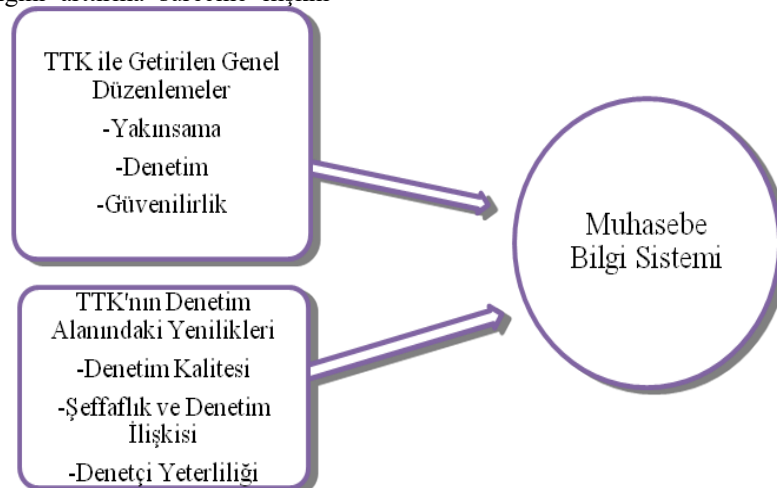 TTK ile Getirilen Genel
Düzenlemeler
-Yakınsama
-Denetim
-Güvenilirlik
TTK'nın Denetim
Alanındaki Yenilikleri
-Denetim Kalitesi
-Şeffaflık ve Denetim
İlişkisi
-Denetçi Yeterliliği
Muhasebe
Bilgi Sistemi